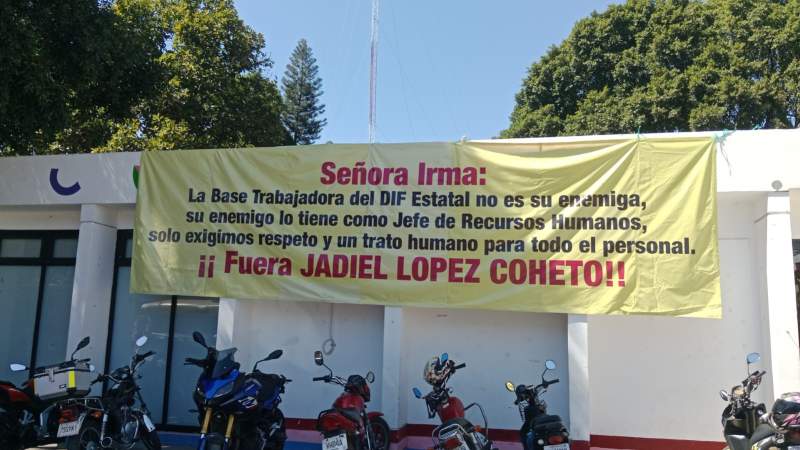 Señora Irma:
La Base Trabajadora del DIF Estatal no es su enemiga,
su enemigo lo tiene como Jefe de Recursos Humanos,
solo exigimos respeto y un trato humano para todo el personal.
¡¡ Fuera JADIEL LOPEZ COHETO!!